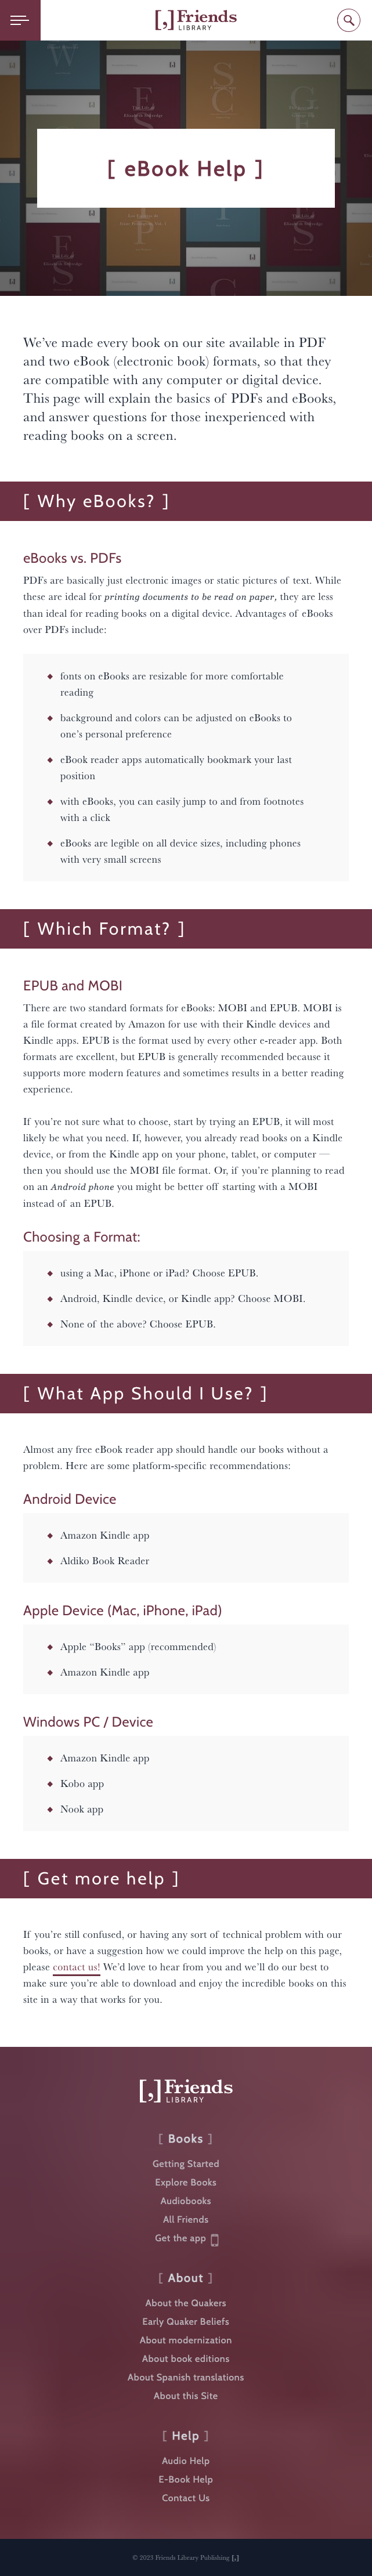 [,] Friends
LIBRARY
[ eBook Help ]
We’ve made every book on our site available in PDF
and two eBook (electronic book) formats, so that they
are compatible with any computer or digital device.
This page will explain the basics of PDFs and eBooks,
and answer questions for those inexperienced with
reading books on a screen.
[ Why eBooks? ]
eBooks vs. PDFs
PDFs are basically just electronic images or static pictures of text. While
these are ideal for printing documents to be read on paper, they are less
than ideal for reading books on a digital device. Advantages of eBooks
over PDFs include:
fonts on eBooks are resizable for more comfortable
reading
background and colors can be adjusted on eBooks to
one’s personal preference
eBook reader apps automatically bookmark your last
position
with eBooks, you can easily jump to and from footnotes
with a click
eBooks are legible on all device sizes, including phones
with very small screens
[ Which Format? ]
EPUB and MOBI
There are two standard formats for eBooks: MOBI and EPUB. MOBI is
a file format created by Amazon for use with their Kindle devices and
Kindle apps. EPUB is the format used by every other e-reader app. Both
formats are excellent, but EPUB is generally recommended because it
supports more modern features and sometimes results in a better reading
experience.
If you’re not sure what to choose, start by trying an EPUB, it will most
likely be what you need. If, however, you already read books on a Kindle
device, or from the Kindle app on your phone, tablet, or computer —
then you should use the MOBI file format. Or, if you’re planning to read
on an Android phone you might be better off starting with a MOBI
instead of an EPUB.
Choosing a Format:
using a Mac, iPhone or iPad? Choose EPUB.
Android, Kindle device, or Kindle app? Choose MOBI.
None of the above? Choose EPUB.
[ What App Should I Use? ]
Almost any free eBook reader app should handle our books without a
problem. Here are some platform-specific recommendations:
Android Device
Amazon Kindle app
Aldiko Book Reader
Apple Device (Mac, iPhone, iPad)
Apple “Books” app (recommended)
Amazon Kindle app
Windows PC / Device
Amazon Kindle app
Kobo app
Nook app
[ Get more help ]
If you’re still confused, or having any sort of technical problem with our
books, or have a suggestion how we could improve the help on this page,
please contact us! We’d love to hear from you and we’ll do our best to
make sure you’re able to download and enjoy the incredible books on this
site in a way that works for you.
[,] Friends
LIBRARY
[ Books ]
Getting Started
Explore Books
Audiobooks
All Friends
Get the app
[ About ]
About the Quakers
Early Quaker Beliefs
About modernization
About book editions
About Spanish translations
About this Site
[ Help ]
Audio Help
E-Book Help
Contact Us
© 2023 Friends Library Publishing [,]